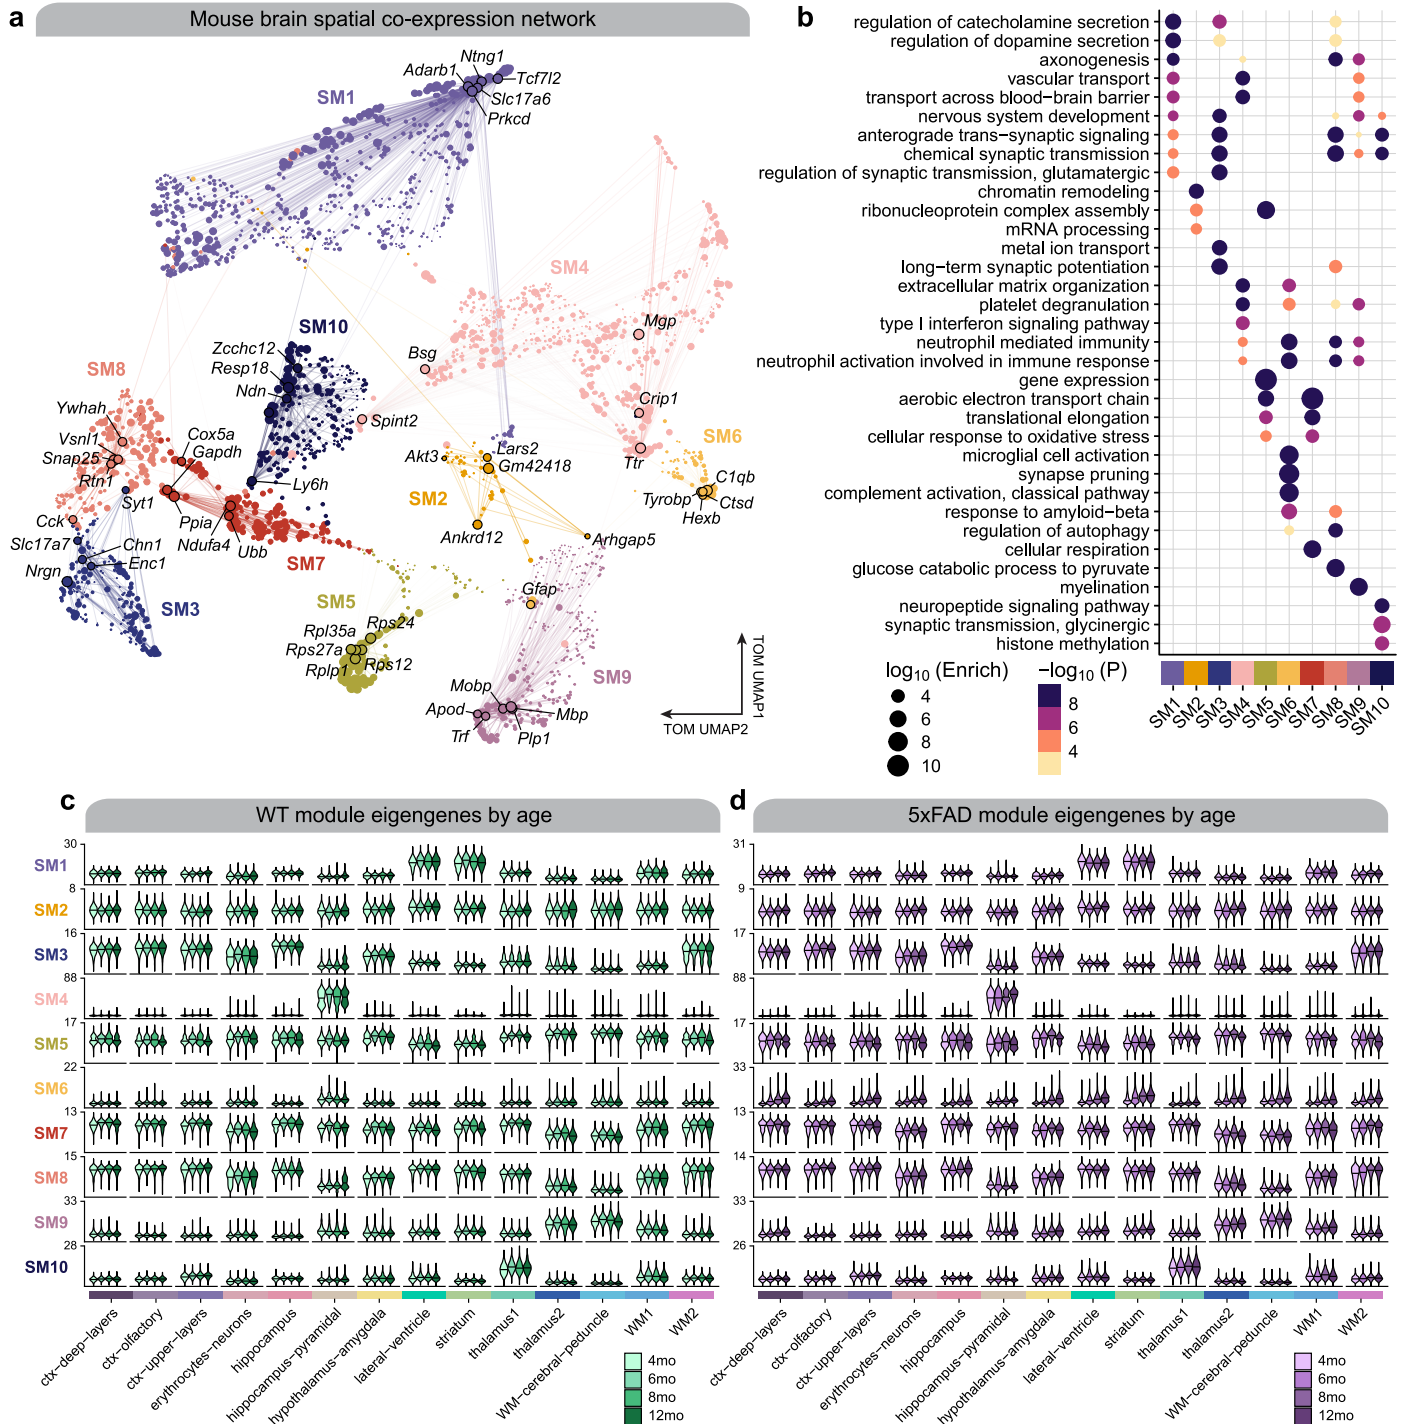 a
Mouse brain spatial co-expression network
SM1
Adarb1
Ntng1
Tcf7l2
Slc17a6
Prkcd
SM4
Mgp
Bsg
Crip1
Spint2
Ttr
SM10
Zcchc12
Resp18
Ndn
Ly6h
SM8
Ywhah
Vsnl1
Snap25
Rtn1
Cck
Syt1
Cox5a
Gapdh
Ppia
Ndufa4
Ubb
SM7
Slc17a7
Chn1
Enc1
Nrgn
SM3
Akt3
Lars2
Gm42418
SM2
Ankrd12
Arhgap5
SM6
C1qb
Tyrobp
Ctsd
Hexb
SM5
Rps24
Rpl35a
Rps27a
Rplp1
Rps12
Gfap
SM9
Mobp
Apod
Mbp
Trf
Plp1
TOM UMAP1
TOM UMAP2
b
regulation of catecholamine secretion
regulation of dopamine secretion
axonogenesis
vascular transport
transport across blood−brain barrier
nervous system development
anterograde trans−synaptic signaling
chemical synaptic transmission
regulation of synaptic transmission, glutamatergic
chromatin remodeling
ribonucleoprotein complex assembly
mRNA processing
metal ion transport
long−term synaptic potentiation
extracellular matrix organization
platelet degranulation
type I interferon signaling pathway
neutrophil mediated immunity
neutrophil activation involved in immune response
gene expression
aerobic electron transport chain
translational elongation
cellular response to oxidative stress
microglial cell activation
synapse pruning
complement activation, classical pathway
response to amyloid−beta
regulation of autophagy
cellular respiration
glucose catabolic process to pyruvate
myelination
neuropeptide signaling pathway
synaptic transmission, glycinergic
histone methylation
log10 (Enrich)
4
6
8
10
−log10 (P)
8
6
4
SM1
SM2
SM3
SM4
SM5
SM6
SM7
SM8
SM9
SM10
c
WT module eigengenes by age
SM1
30
SM2
8
SM3
16
SM4
88
SM5
17
SM6
22
SM7
13
SM8
15
SM9
33
SM10
28
ctx−deep−layers
ctx−olfactory
ctx−upper−layers
erythrocytes−neurons
hippocampus
hippocampus−pyramidal
hypothalamus−amygdala
lateral−ventricle
striatum
thalamus1
thalamus2
WM−cerebral−peduncle
WM1
WM2
4mo
6mo
8mo
12mo
d
5xFAD module eigengenes by age
31
9
17
88
17
33
13
14
33
26
ctx−deep−layers
ctx−olfactory
ctx−upper−layers
erythrocytes−neurons
hippocampus
hippocampus−pyramidal
hypothalamus−amygdala
lateral−ventricle
striatum
thalamus1
thalamus2
WM−cerebral−peduncle
WM1
WM2
4mo
6mo
8mo
12mo